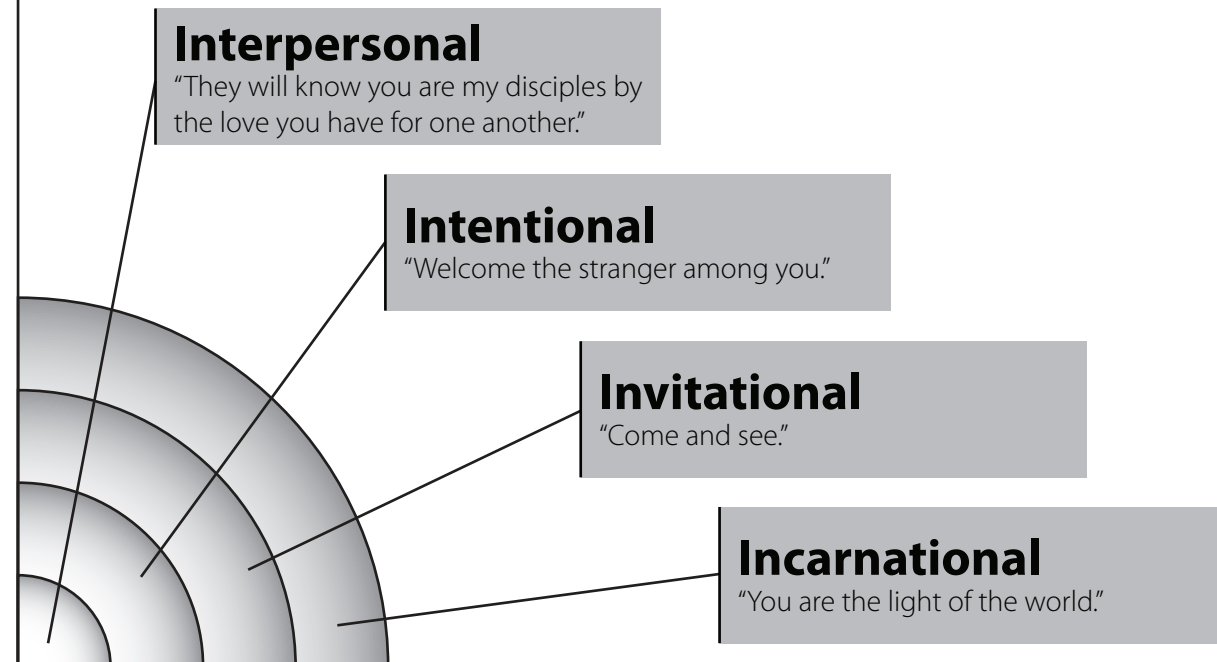 Interpersonal
“They will know you are my disciples by
the love you have for one another.”
Intentional
“Welcome the stranger among you.”
Invitational
“Come and see.”
Incarnational
“You are the light of the world.”